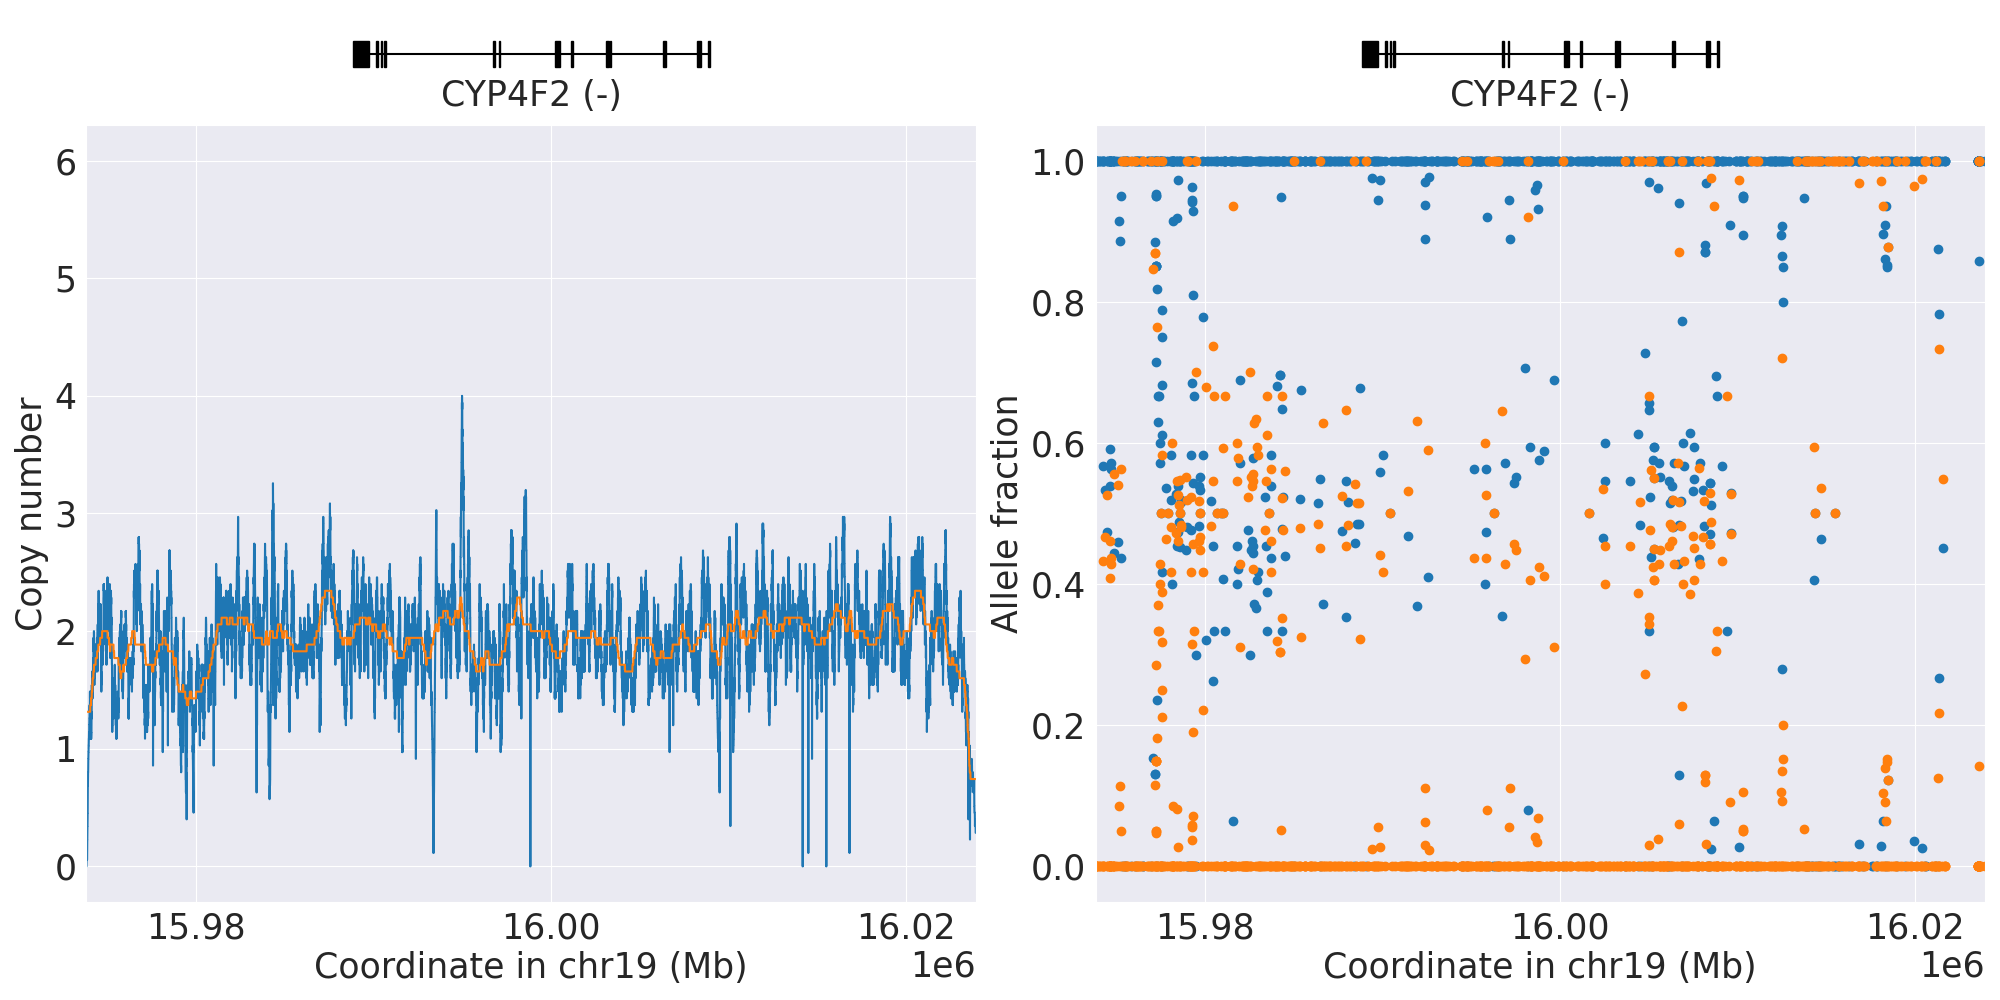 CYP4F2 (-)
6
5
4
3
2
1
0
Copy number
15.98
16.00
16.02
Coordinate in chr19 (Mb)
1e6
CYP4F2 (-)
1.0
0.8
0.6
0.4
0.2
0.0
Allele fraction
15.98
16.00
16.02
Coordinate in chr19 (Mb)
1e6